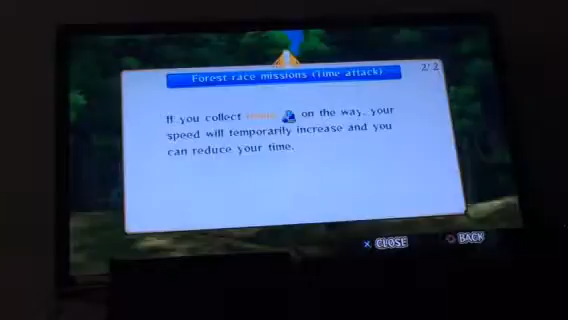 Forest race missions (Time attack)
2/2
If you collect on the way, your
speed will temporarily increase and you
can reduce your time.
CLOSE
BACK